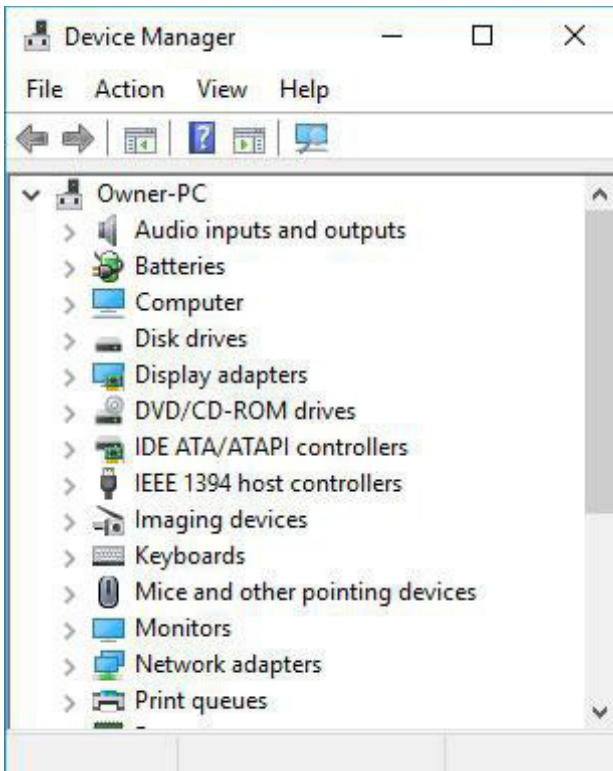 Device Manager
File Action View Help
Owner-PC
Audio inputs and outputs
Batteries
Computer
Disk drives
Display adapters
DVD/CD-ROM drives
IDE ATA/ATAPI controllers
IEEE 1394 host controllers
Imaging devices
Keyboards
Mice and other pointing devices
Monitors
Network adapters
Print queues